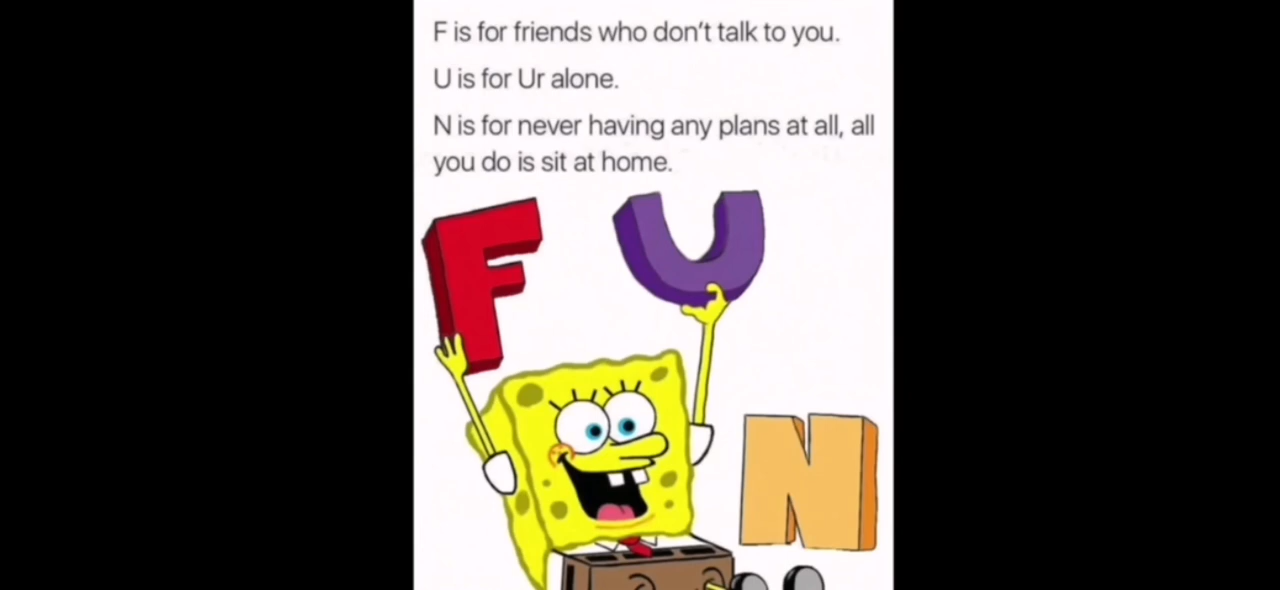 F is for friends who don't talk to you.
U is for Ur alone.
N is for never having any plans at all, all
you do is sit at home.
F U
N